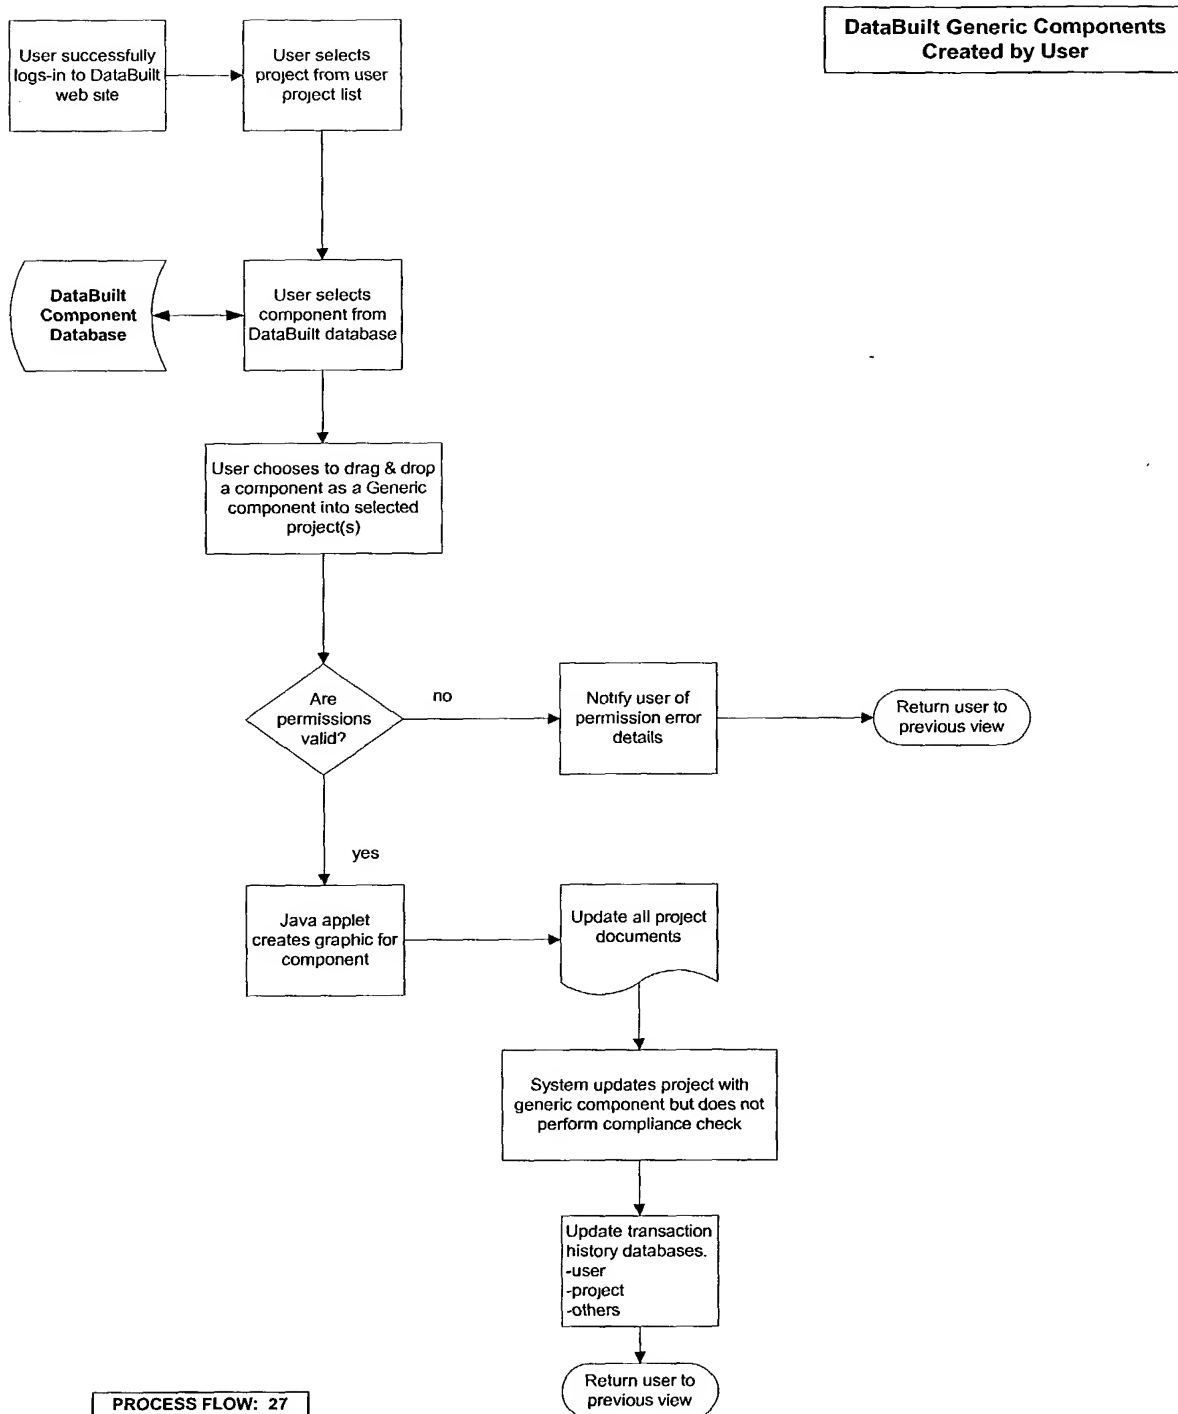 DataBuilt Generic Components
Created by User
User successfully
logs-in to DataBuilt
web site
User selects
project from user
project list
DataBuilt
Component
Database
User selects
component from
DataBuilt database
User chooses to drag & drop
a component as a Generic
component into selected
project(s)
Are
permissions
valid?
no
Notify user of
permission error
details
Return user to
previous view
yes
Java applet
creates graphic for
component
Update all project
documents
System updates project with
generic component but does not
perform compliance check
Update transaction
history databases.
-user
-project
-others
Return user to
previous view
PROCESS FLOW: 27